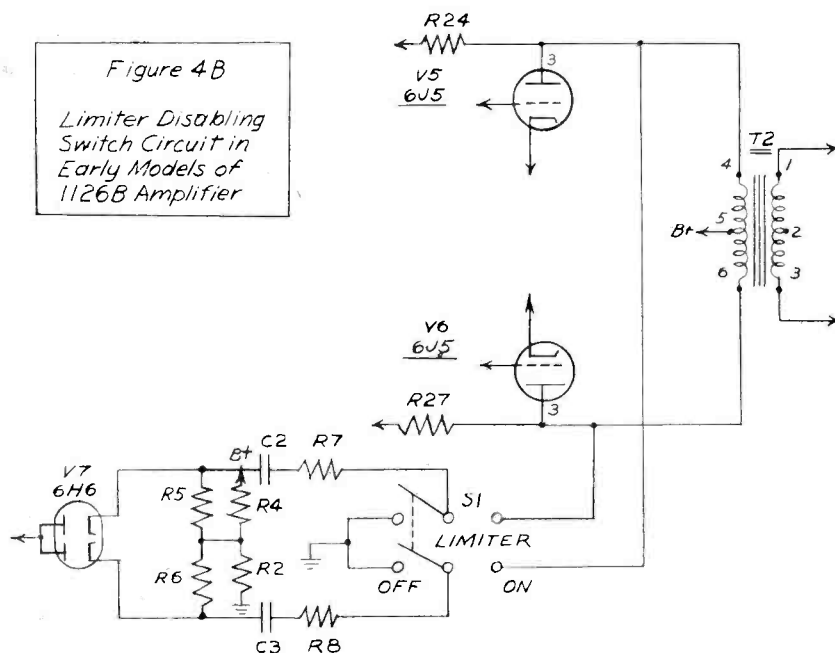 Figure 4B
Limiter Disabling
Switch Circuit in
Early Models of
1126B Amplifier
R24
3
V5
6J5
T2
4
1
5
B+
2
6
3
V6
6J5
R27
3
V7
6H6
B+
C2
R7
R5
R4
S1
LIMITER
R6
R2
OFF
ON
C3
R8